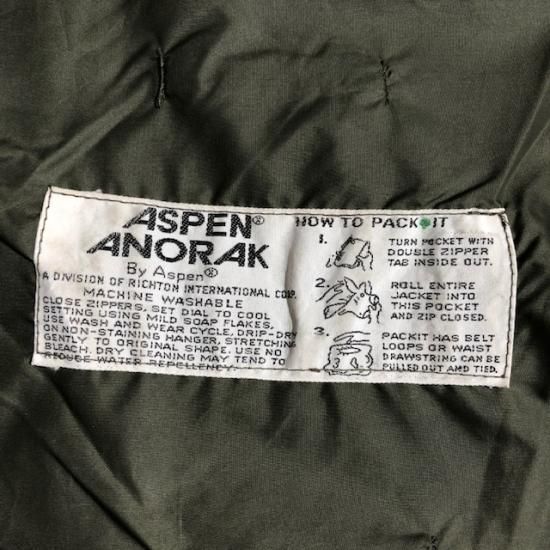 ASPEN®
ANORAK
By Aspen®
A DIVISION OF RICHTON INTERNATIONAL CORP.
MACHINE WASHABLE
CLOSE ZIPPERS, SET DIAL TO COOL
SETTING USING MILD SOAP FLAKES,
USE WASH AND WEAR CYCLE, DRIP-DRY
ON NON-STAINING HANGER, STRETCHING
GENTLY TO ORIGINAL SHAPE. USE NO
BLEACH. DRY CLEANING MAY TEND TO
REDUCE WATER REPELLENCY.
HOW TO PACK-IT
1. TURN POCKET WITH
DOUBLE ZIPPER
TAB INSIDE OUT.
2. ROLL ENTIRE
JACKET INTO
THIS POCKET
AND ZIP CLOSED.
3. PACKIT HAS BELT
LOOPS OR WAIST
DRAWSTRING CAN BE
PULLED OUT AND TIED.